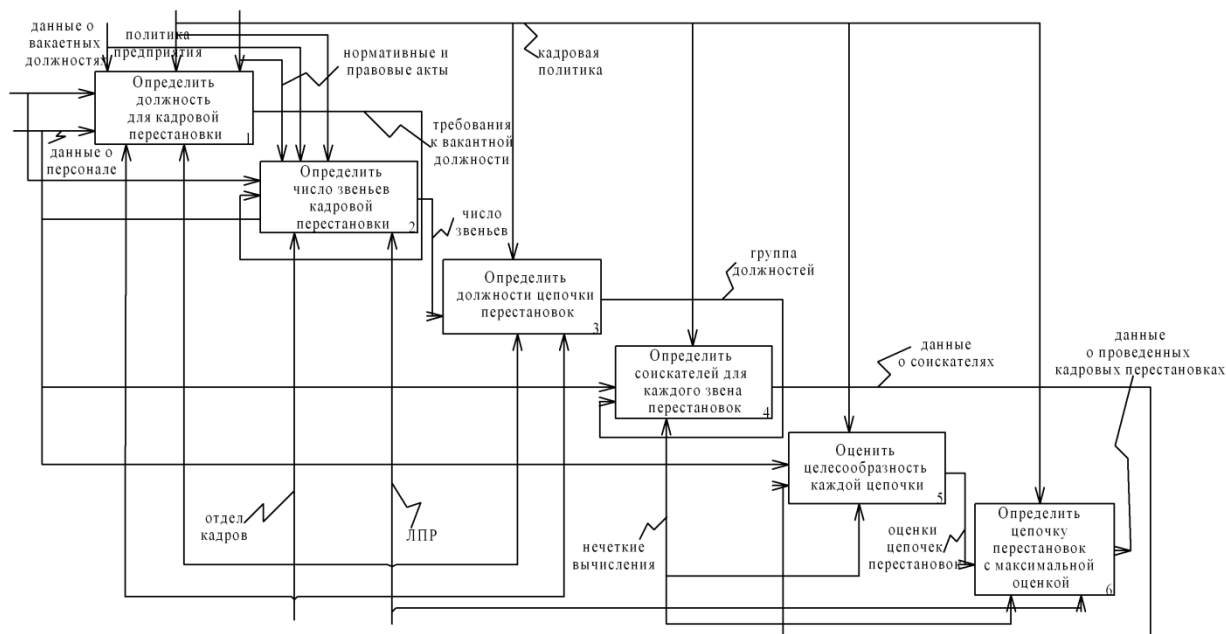 данные о
вакаетных
должностях
политика
предприятия
нормативные и
правовые акты
кадровая
политика
Определить
должность
для кадровой
перестановки
1
данные о
персонале
требования
к вакантной
должности
Определить
число звеньев
кадровой
перестановки
2
число
звеньев
Определить
должности цепочки
перестановок
3
группа
должностей
Определить
соискателей для
каждого звена
перестановок
4
данные
о соискателях
данные
о проведенных
кадровых перестановках
Оценить
целесообразность
каждой цепочки
5
отдел
кадров
ЛПР
нечеткие
вычисления
оценки
цепочек
перестановок
Определить
цепочку
перестановок
с максимальной
оценкой
6